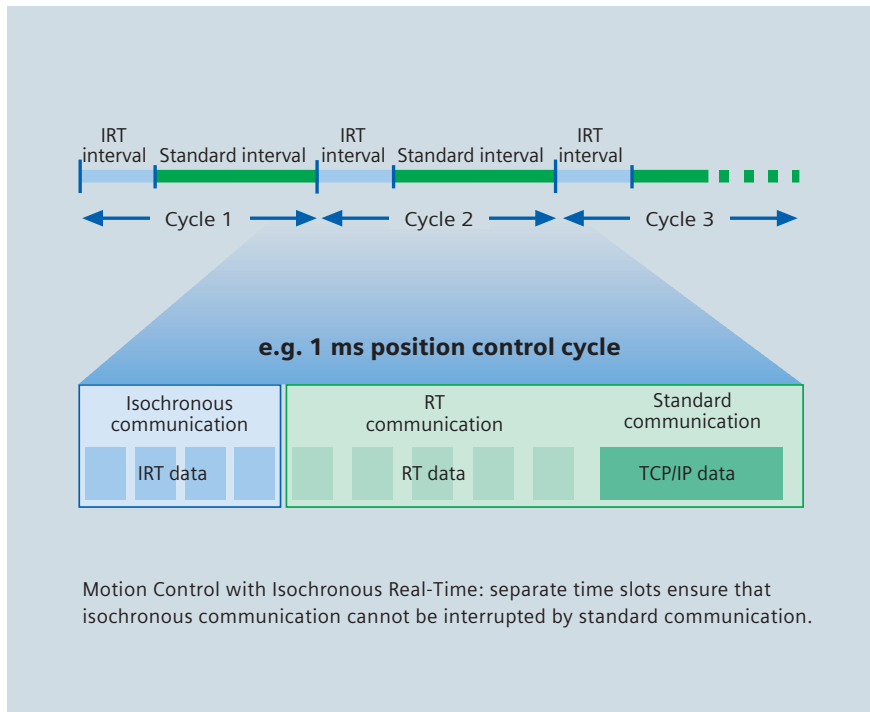 IRT
interval
Standard interval
IRT
interval
Standard interval
IRT
interval
Cycle 1
Cycle 2
Cycle 3
e.g. 1 ms position control cycle
Isochronous
communication
IRT data
RT
communication
RT data
Standard
communication
TCP/IP data
Motion Control with Isochronous Real-Time: separate time slots ensure that
isochronous communication cannot be interrupted by standard communication.